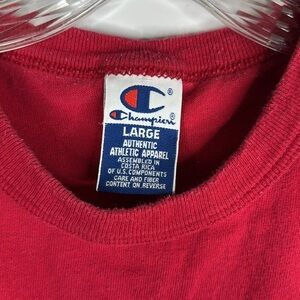 C ®
Champion ®
LARGE
AUTHENTIC
ATHLETIC APPAREL
ASSEMBLED IN
COSTA RICA
OF U.S. COMPONENTS
CARE AND FIBER
CONTENT ON REVERSE